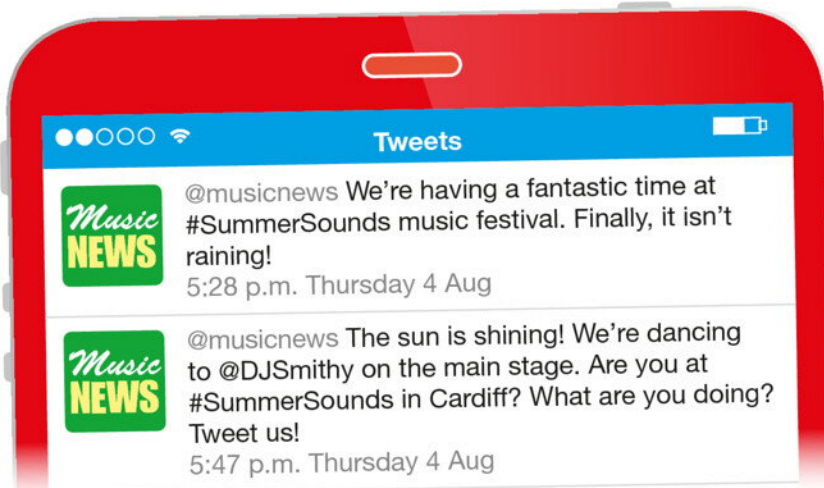 Tweets
Music
NEWS
@musicnews We're having a fantastic time at
#SummerSounds music festival. Finally, it isn't
raining!
5:28 p.m. Thursday 4 Aug
Music
NEWS
@musicnews The sun is shining! We're dancing
to @DJSmithy on the main stage. Are you at
#SummerSounds in Cardiff? What are you doing?
Tweet us!
5:47 p.m. Thursday 4 Aug